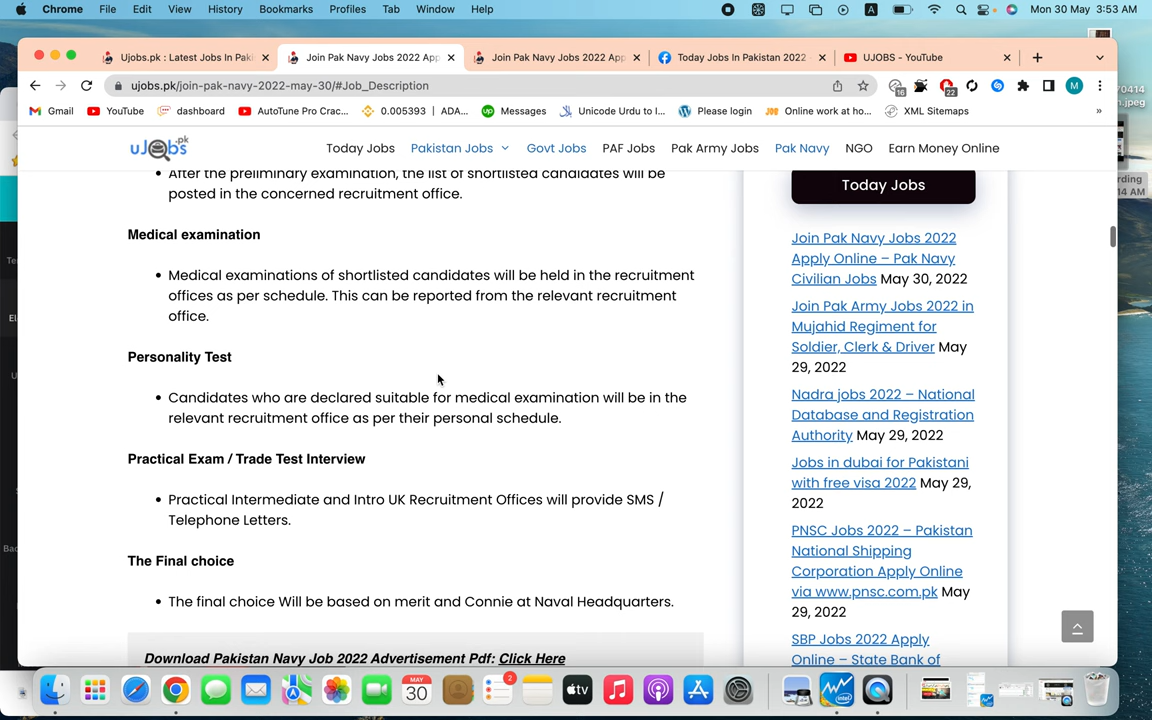 Chrome File Edit View History Bookmarks Profiles Tab Window Help A Mon 30 May 3:53 AM
Ujobs.pk : Latest Jobs In Pak Join Pak Navy Jobs 2022 App Join Pak Navy Jobs 2022 App Today Jobs In Pakistan 2022 - UJOBS - YouTube
ujobs.pk/join-pak-navy-2022-may-30/#Job_Description 16 22 M
Gmail YouTube dashboard AutoTune Pro Crac... 0.005393 | ADA... up Messages Unicode Urdu to I... Please login Online work at ho... XML Sitemaps »
uJobs.pk Today Jobs Pakistan Jobs Govt Jobs PAF Jobs Pak Army Jobs Pak Navy NGO Earn Money Online
• After the preliminary examination, the list of shortlisted candidates will be
posted in the concerned recruitment office.
Medical examination
• Medical examinations of shortlisted candidates will be held in the recruitment
offices as per schedule. This can be reported from the relevant recruitment
office.
Personality Test
• Candidates who are declared suitable for medical examination will be in the
relevant recruitment office as per their personal schedule.
Practical Exam / Trade Test Interview
• Practical Intermediate and Intro UK Recruitment Offices will provide SMS /
Telephone Letters.
The Final choice
• The final choice Will be based on merit and Connie at Naval Headquarters.
Download Pakistan Navy Job 2022 Advertisement Pdf: Click Here
Today Jobs
Join Pak Navy Jobs 2022
Apply Online – Pak Navy
Civilian Jobs May 30, 2022
Join Pak Army Jobs 2022 in
Mujahid Regiment for
Soldier, Clerk & Driver May
29, 2022
Nadra jobs 2022 – National
Database and Registration
Authority May 29, 2022
Jobs in dubai for Pakistani
with free visa 2022 May 29,
2022
PNSC Jobs 2022 – Pakistan
National Shipping
Corporation Apply Online
via www.pnsc.com.pk May
29, 2022
SBP Jobs 2022 Apply
Online – State Bank of
70414
n.jpeg
rding
14 AM
MAY
30
2
tv
intel